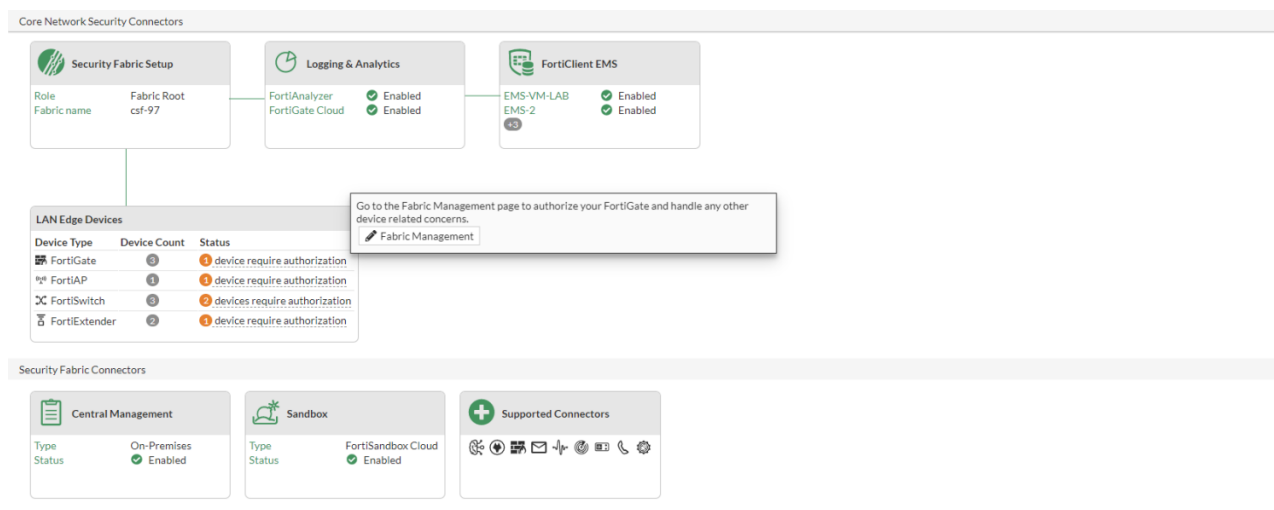 Core Network Security Connectors
Security Fabric Setup
Role Fabric Root
Fabric name csf-97
Logging & Analytics
FortiAnalyzer Enabled
FortiGate Cloud Enabled
FortiClient EMS
EMS-VM-LAB Enabled
EMS-2 Enabled
+3
Go to the Fabric Management page to authorize your FortiGate and handle any other
device related concerns.
Fabric Management
LAN Edge Devices
Device Type Device Count Status
FortiGate 3 1 device require authorization
FortiAP 1 1 device require authorization
FortiSwitch 3 2 devices require authorization
FortiExtender 2 1 device require authorization
Security Fabric Connectors
Central Management
Type On-Premises
Status Enabled
Sandbox
Type FortiSandbox Cloud
Status Enabled
Supported Connectors